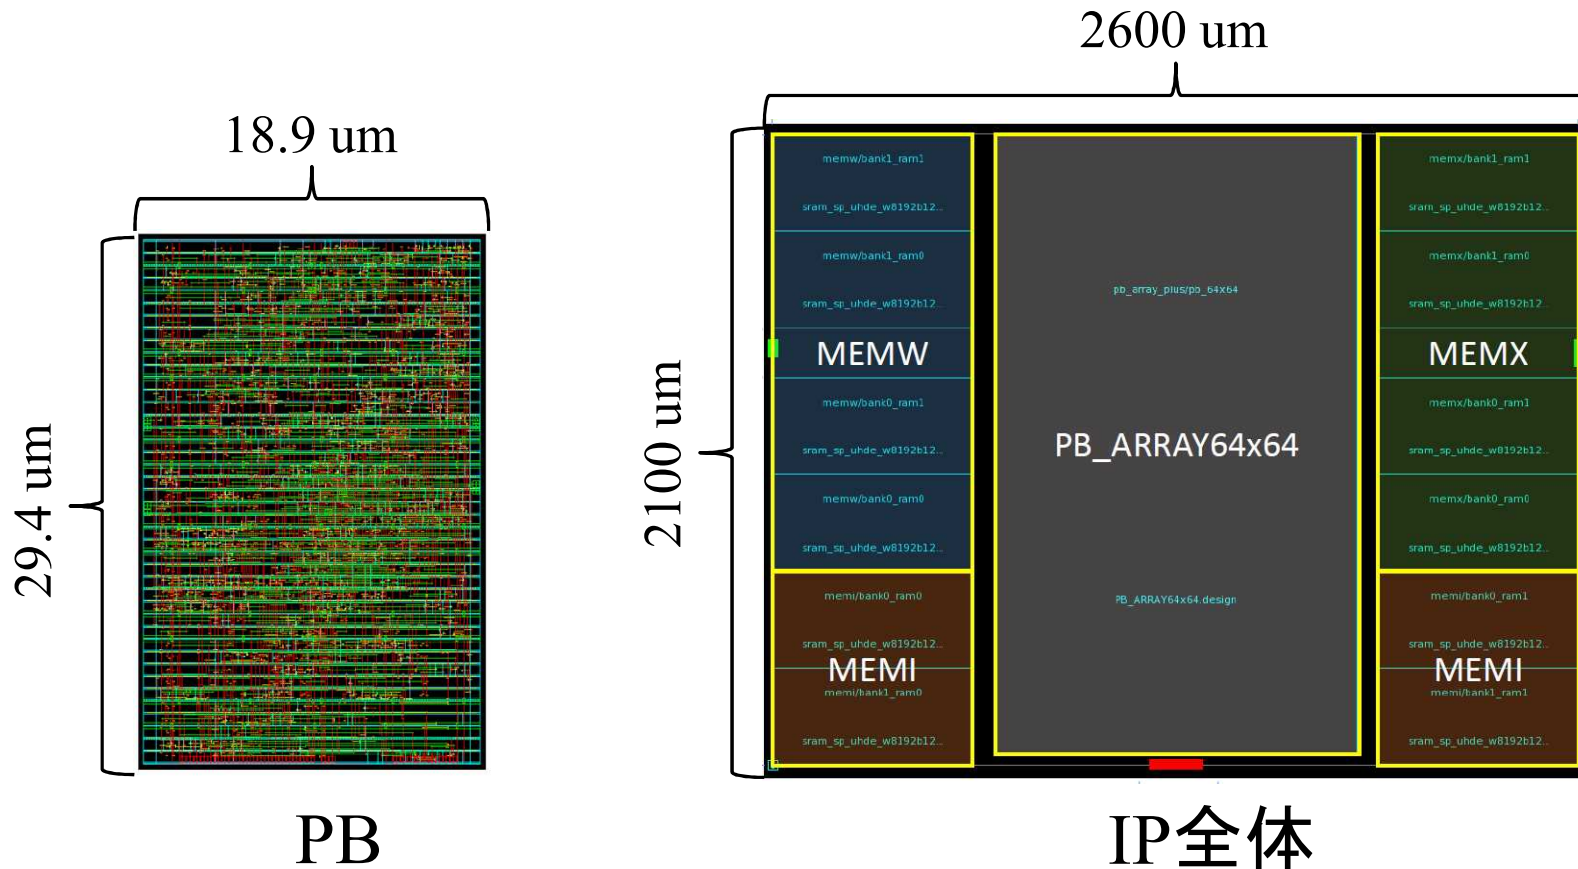 18.9 um
29.4 um
PB
2600 um
2100 um
memw/bank1_ram1
sram_sp_uhde_w8192b12..
memw/bank1_ram0
sram_sp_uhde_w8192b12..
MEMW
memw/bank0_ram1
sram_sp_uhde_w8192b12..
memw/bank0_ram0
sram_sp_uhde_w8192b12..
memi/bank0_ram0
sram_sp_uhde_w8192b12..
MEMI
memi/bank1_ram0
sram_sp_uhde_w8192b12..
pb_array_plus/pb_64x64
PB_ARRAY64x64
PB_ARRAY64x64.design
memx/bank1_ram1
sram_sp_uhde_w8192b12..
memx/bank1_ram0
sram_sp_uhde_w8192b12..
MEMX
memx/bank0_ram1
sram_sp_uhde_w8192b12..
memx/bank0_ram0
sram_sp_uhde_w8192b12..
memi/bank0_ram1
sram_sp_uhde_w8192b12..
MEMI
memi/bank1_ram1
sram_sp_uhde_w8192b12..
IP全体